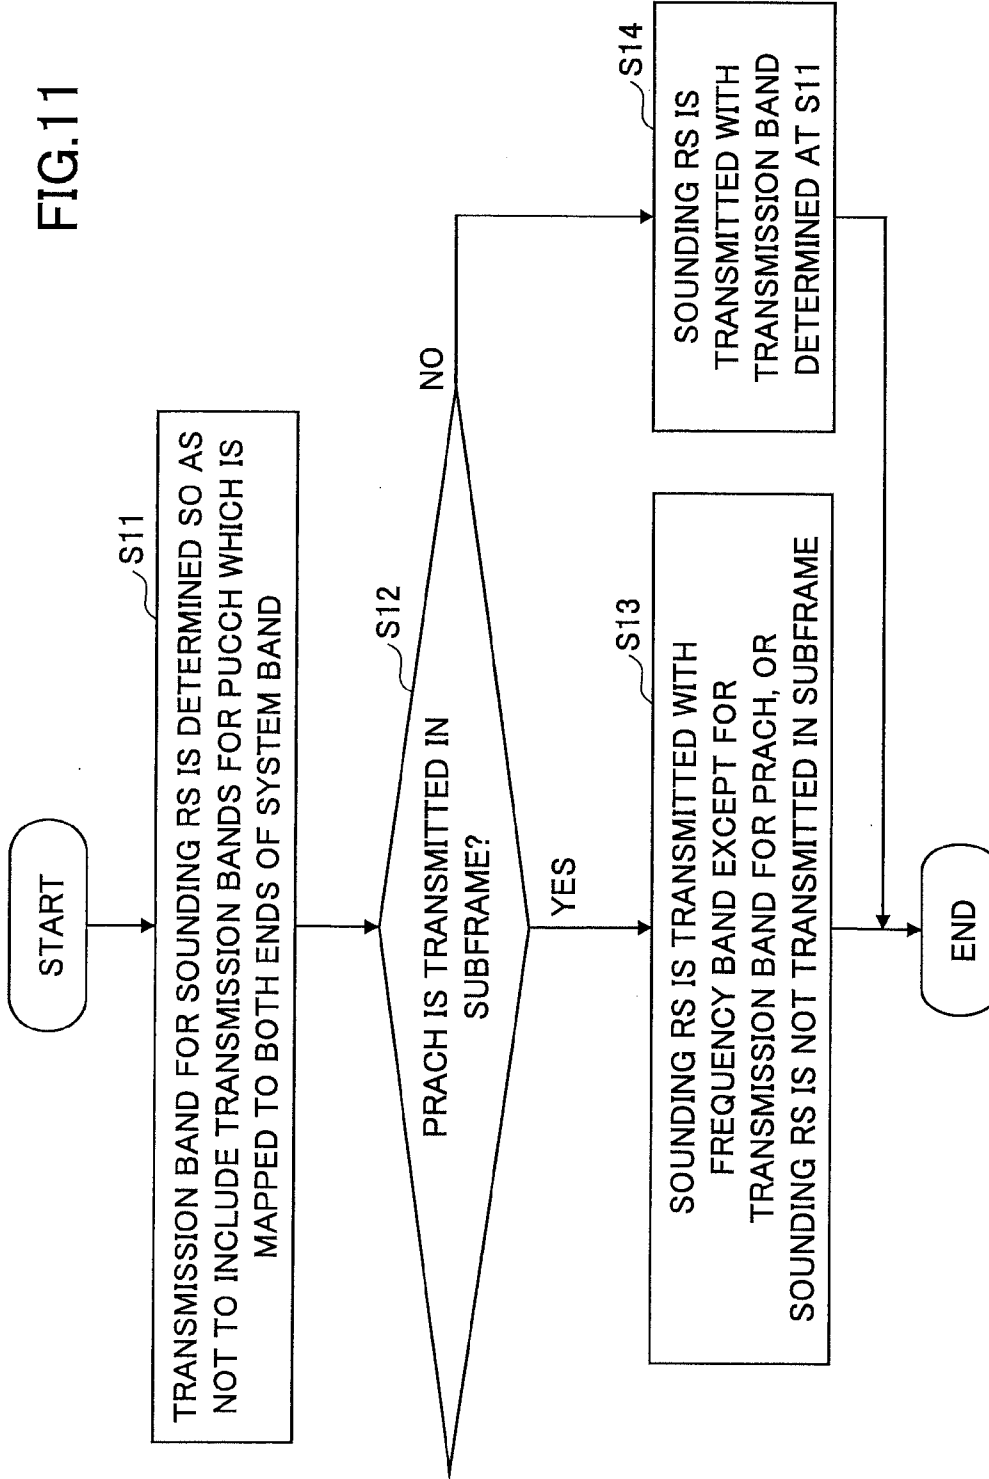 FIG.11
START
S11
TRANSMISSION BAND FOR SOUNDING RS IS DETERMINED SO AS
NOT TO INCLUDE TRANSMISSION BANDS FOR PUCCH WHICH IS
MAPPED TO BOTH ENDS OF SYSTEM BAND
S12
PRACH IS TRANSMITTED IN
SUBFRAME?
NO
YES
S13
SOUNDING RS IS TRANSMITTED WITH
FREQUENCY BAND EXCEPT FOR
TRANSMISSION BAND FOR PRACH, OR
SOUNDING RS IS NOT TRANSMITTED IN SUBFRAME
S14
SOUNDING RS IS
TRANSMITTED WITH
TRANSMISSION BAND
DETERMINED AT S11
END